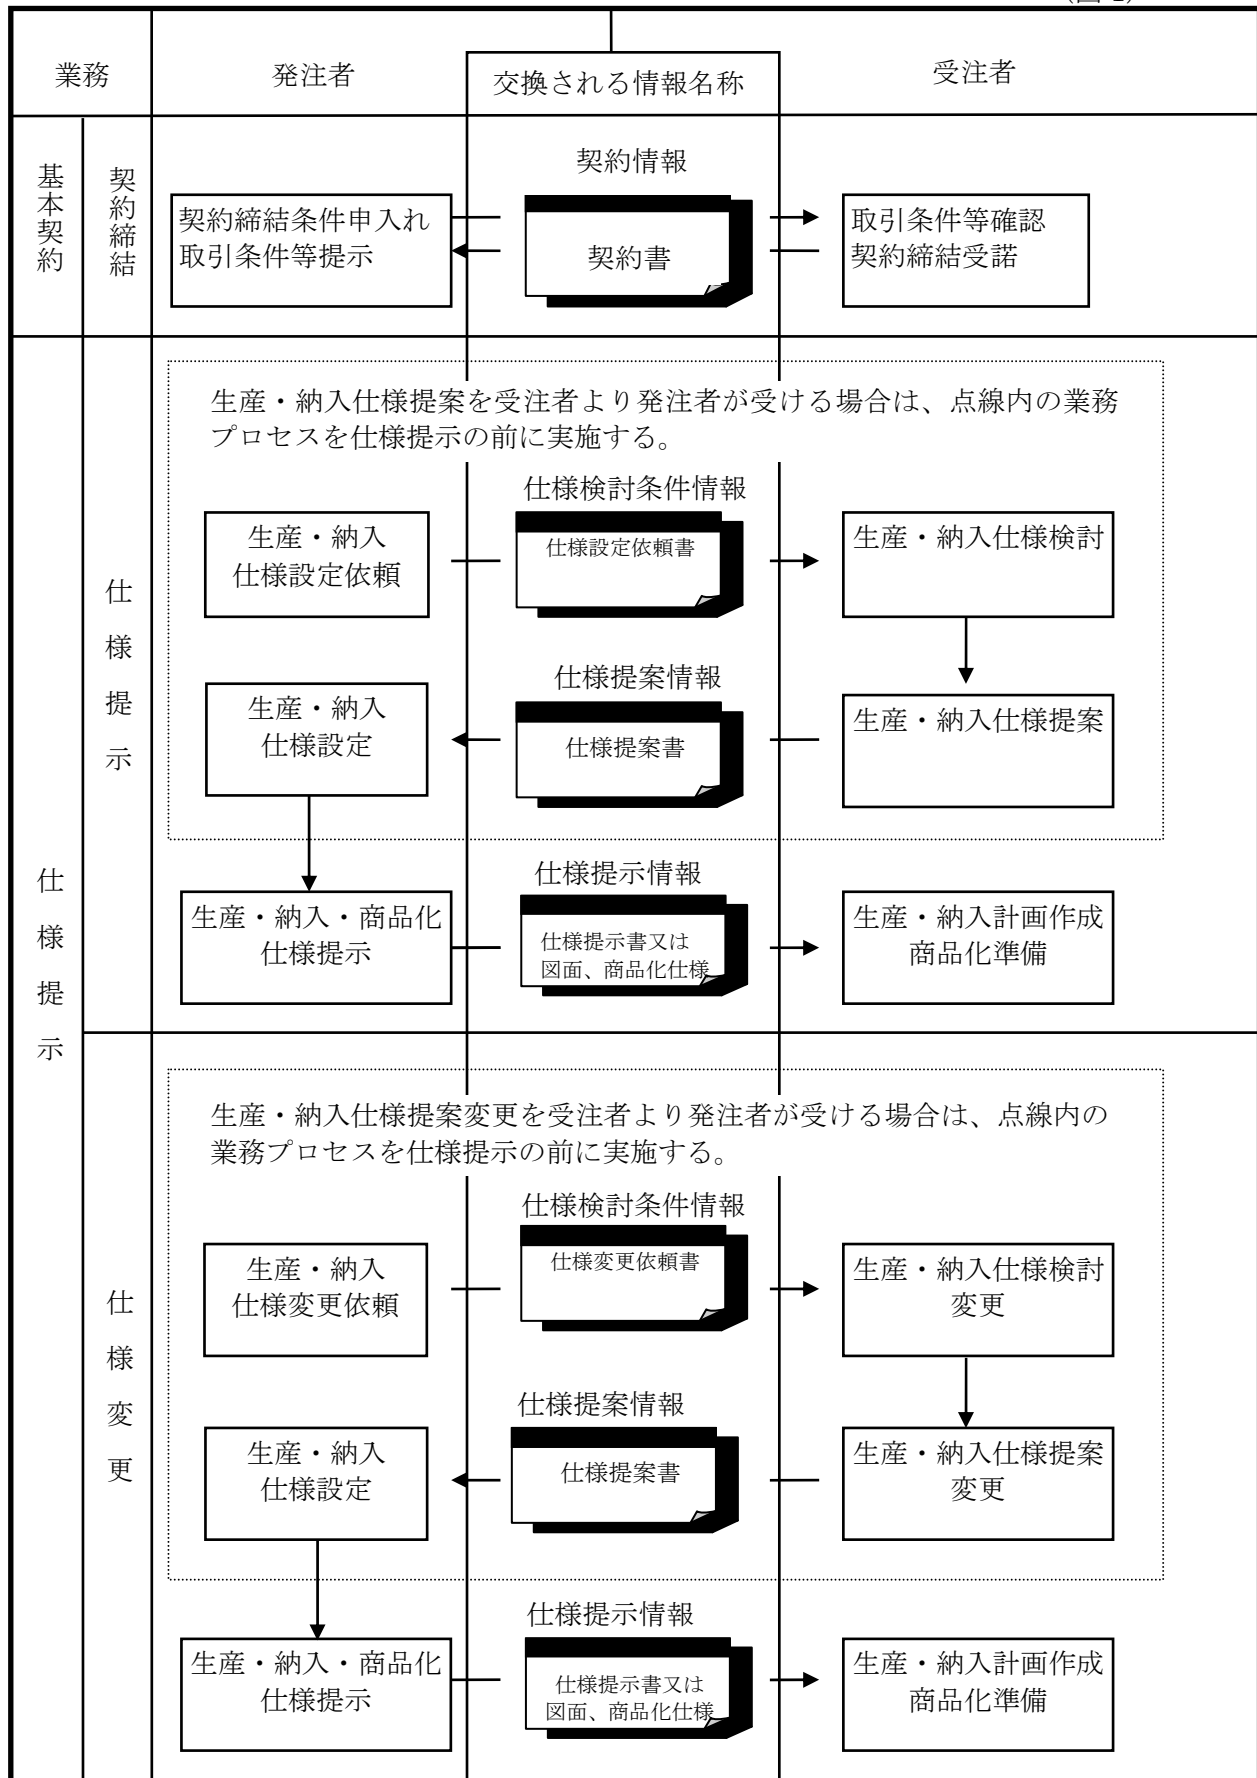 業務
発注者
交換される情報名称
受注者
基本契約
契約締結
契約情報
契約締結条件申入れ
取引条件等提示
契約書
取引条件等確認
契約締結受諾
仕様提示
仕様提示
生産・納入仕様提案を受注者より発注者が受ける場合は、点線内の業務
プロセスを仕様提示の前に実施する。
仕様検討条件情報
生産・納入
仕様設定依頼
仕様設定依頼書
生産・納入仕様検討
仕様提案情報
生産・納入
仕様設定
仕様提案書
生産・納入仕様提案
仕様提示情報
生産・納入・商品化
仕様提示
仕様提示書又は
図面、商品化仕様
生産・納入計画作成
商品化準備
仕様変更
生産・納入仕様提案変更を受注者より発注者が受ける場合は、点線内の
業務プロセスを仕様提示の前に実施する。
仕様検討条件情報
生産・納入
仕様変更依頼
仕様変更依頼書
生産・納入仕様検討
変更
仕様提案情報
生産・納入
仕様設定
仕様提案書
生産・納入仕様提案
変更
仕様提示情報
生産・納入・商品化
仕様提示
仕様提示書又は
図面、商品化仕様
生産・納入計画作成
商品化準備